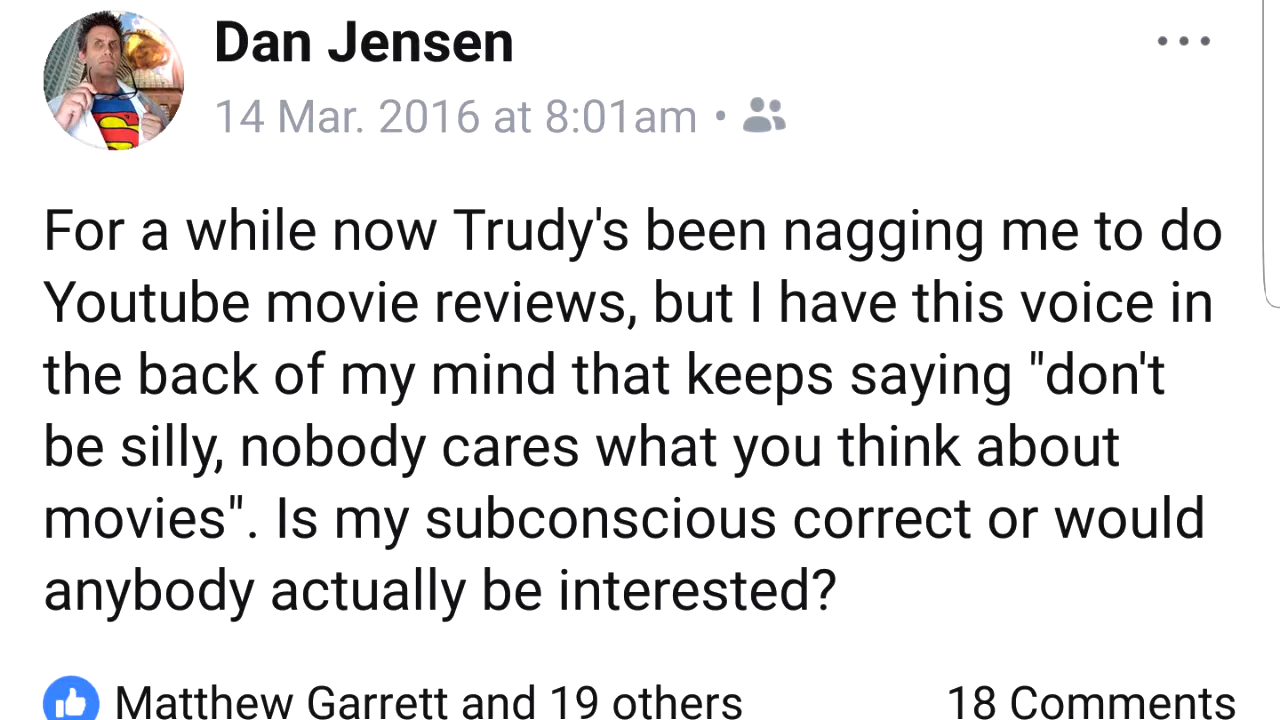 Dan Jensen
14 Mar. 2016 at 8:01am •
For a while now Trudy's been nagging me to do
Youtube movie reviews, but I have this voice in
the back of my mind that keeps saying "don't
be silly, nobody cares what you think about
movies". Is my subconscious correct or would
anybody actually be interested?
Matthew Garrett and 19 others 18 Comments